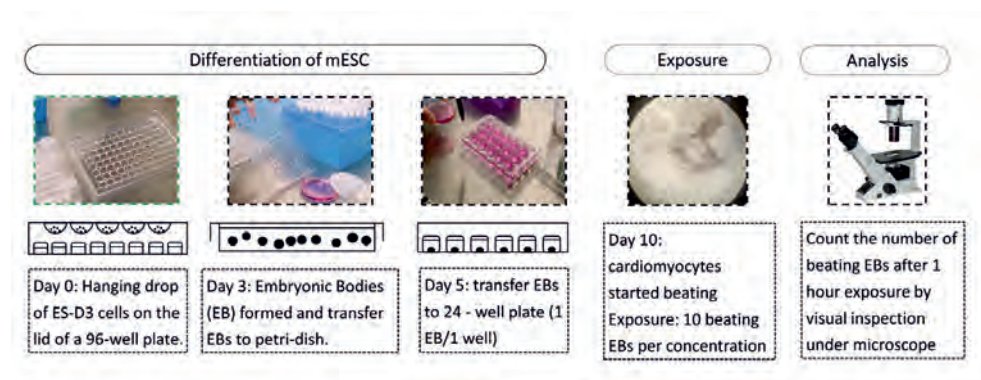 Differentiation of mESC
Exposure
Analysis
Day 0: Hanging drop
of ES-D3 cells on the
lid of a 96-well plate.
Day 3: Embryonic Bodies
(EB) formed and transfer
EBs to petri-dish.
Day 5: transfer EBs
to 24 - well plate (1
EB/1 well)
Day 10:
cardiomyocytes
started beating
Exposure: 10 beating
EBs per concentration
Count the number of
beating EBs after 1
hour exposure by
visual inspection
under microscope